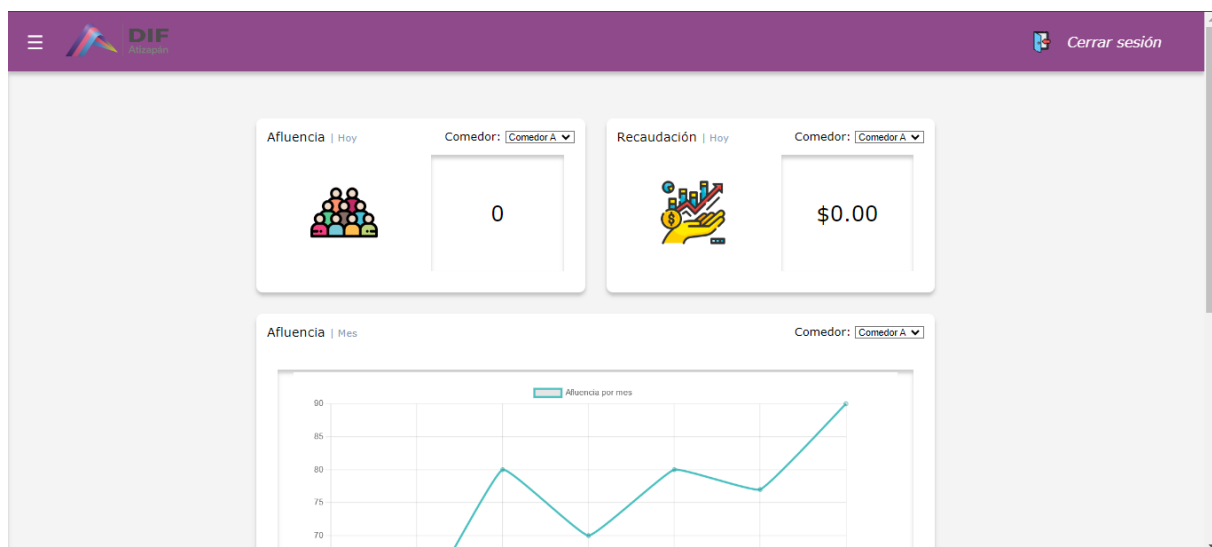 ☰ DIF
Atizapán
Cerrar sesión
Afluencia | Hoy
Comedor: Comedor A
0
Recaudación | Hoy
Comedor: Comedor A
$0.00
Afluencia | Mes
Comedor: Comedor A
Afluencia por mes
90
85
80
75
70